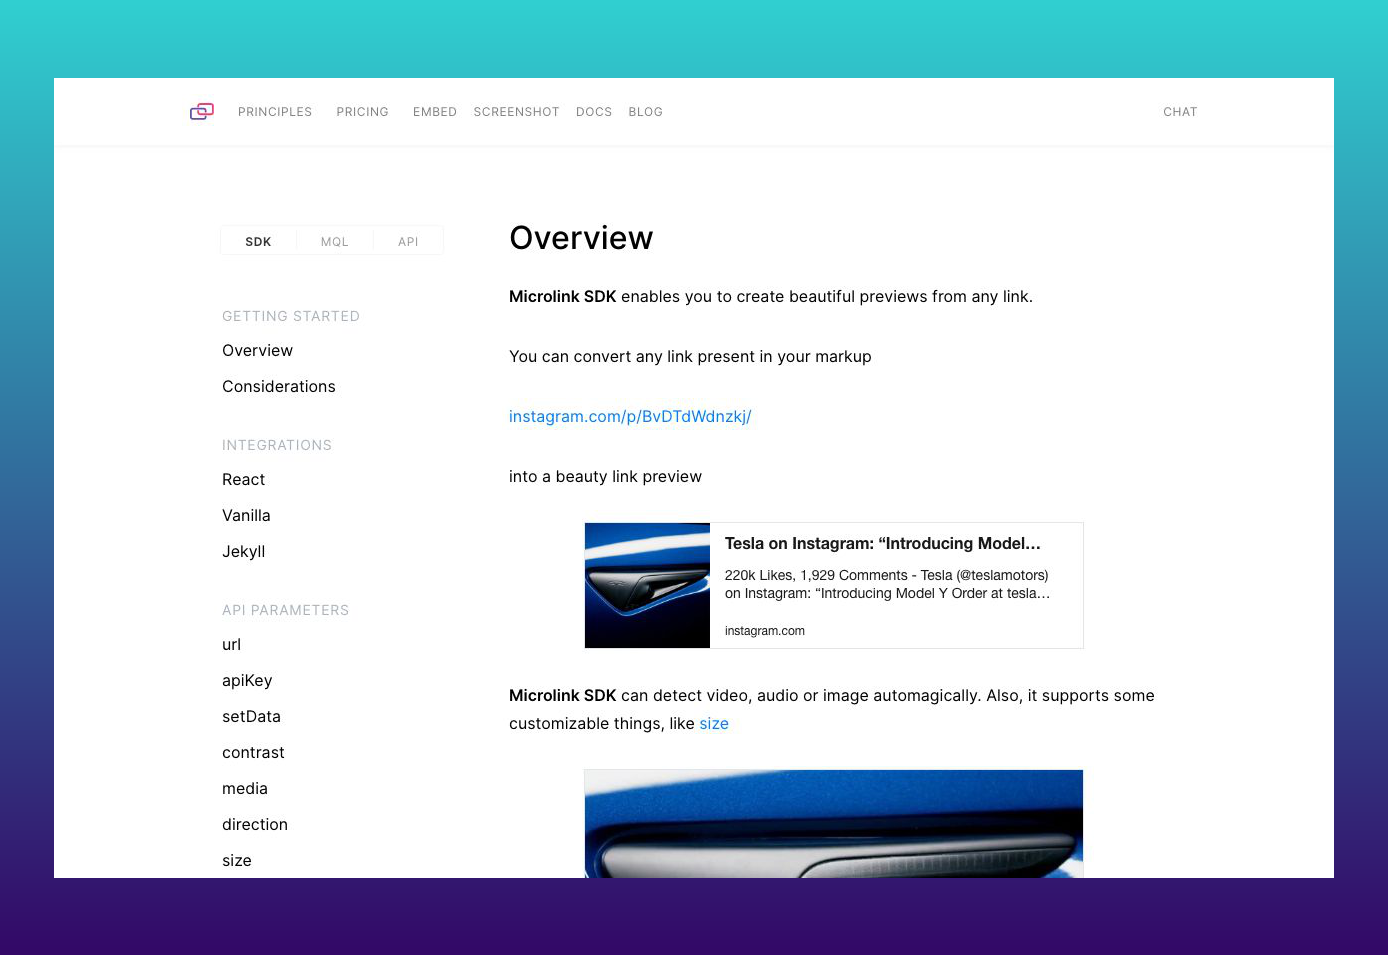 PRINCIPLES PRICING EMBED SCREENSHOT DOCS BLOG CHAT
SDK MQL API
GETTING STARTED
Overview
Considerations
INTEGRATIONS
React
Vanilla
Jekyll
API PARAMETERS
url
apiKey
setData
contrast
media
direction
size
Overview
Microlink SDK enables you to create beautiful previews from any link.
You can convert any link present in your markup
instagram.com/p/BvDTdWdnzkj/
into a beauty link preview
Tesla on Instagram: “Introducing Model…
220k Likes, 1,929 Comments - Tesla (@teslamotors)
on Instagram: “Introducing Model Y Order at tesla…
instagram.com
Microlink SDK can detect video, audio or image automagically. Also, it supports some
customizable things, like size